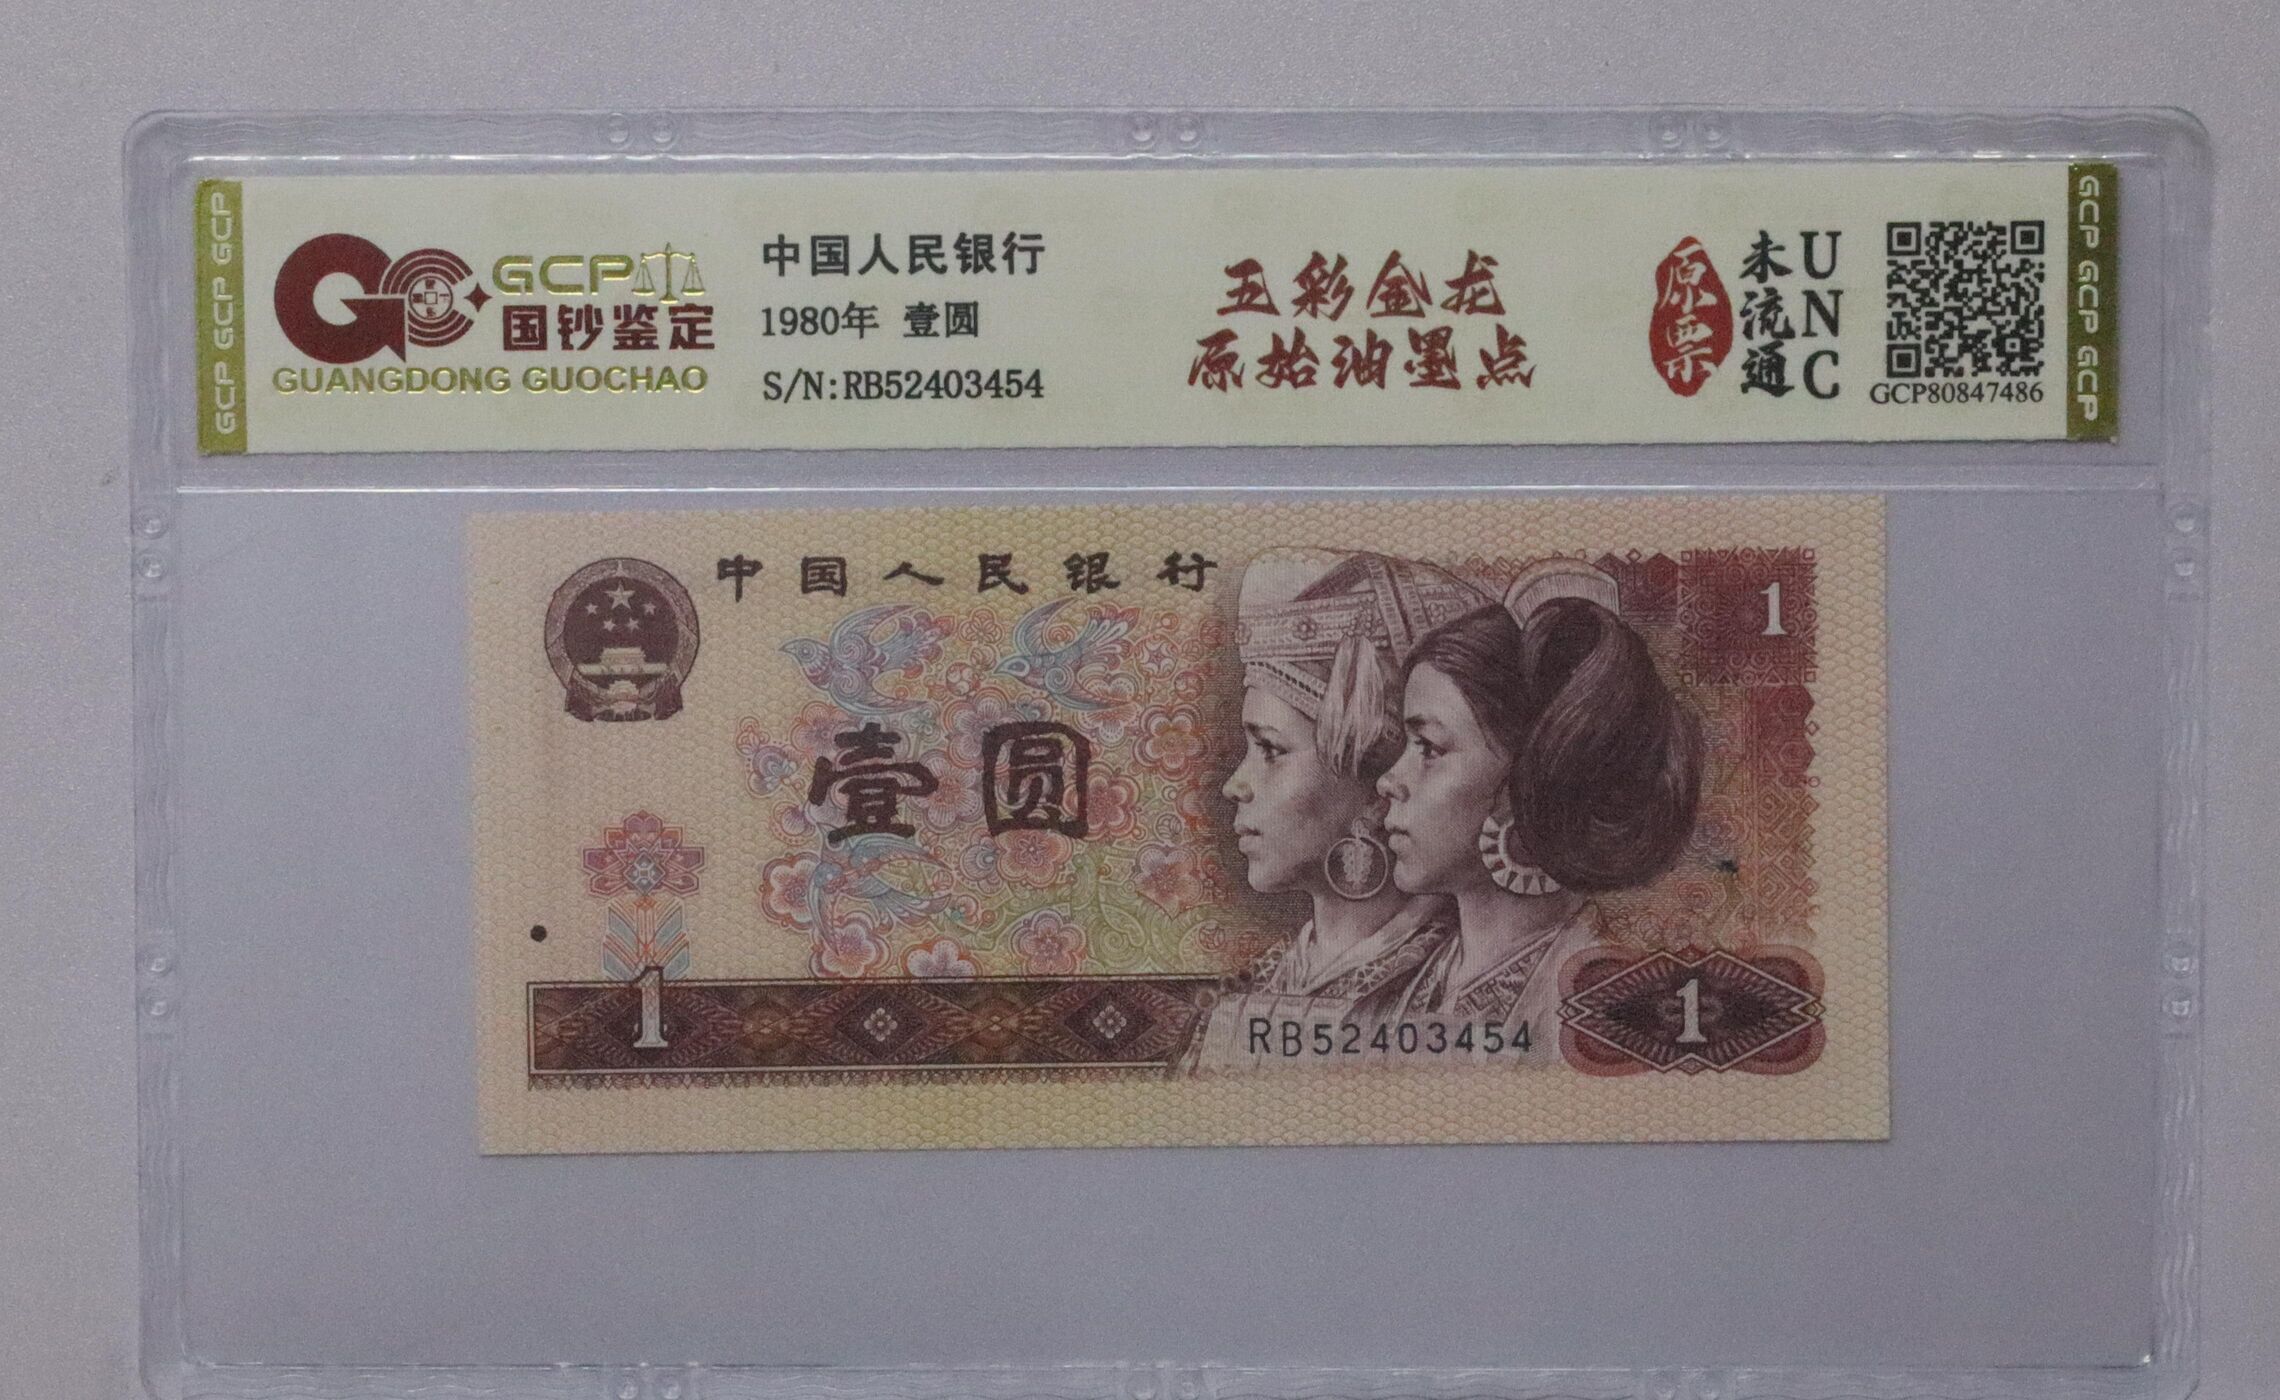 GCP GCP GCP
GCP
国钞鉴定
GUANGDONG GUOCHAO
中国人民银行
1980年 壹圆
S/N:RB52403454
五彩金龙
原始油墨点
原票
未流通
UNC
GCP80847486
GCP GCP GCP
中国人民银行
1
壹圆
1
RB52403454
1